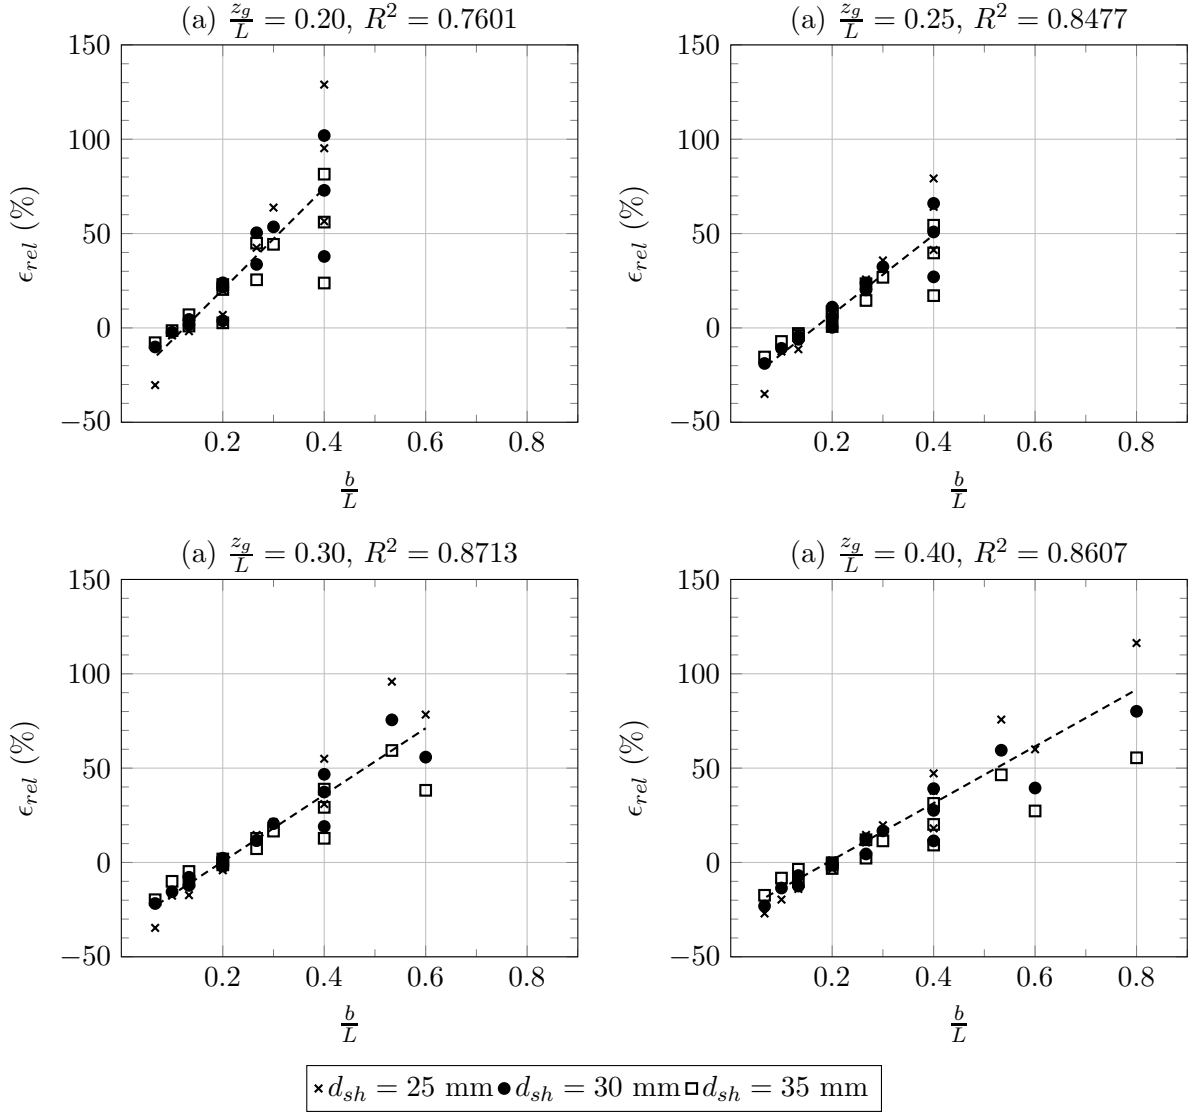 (a) z_g/L = 0.20, R² = 0.7601
150
100
50
0
−50
0.2 0.4 0.6 0.8
ϵ_rel (%)
b/L
(a) z_g/L = 0.25, R² = 0.8477
150
100
50
0
−50
0.2 0.4 0.6 0.8
ϵ_rel (%)
b/L
(a) z_g/L = 0.30, R² = 0.8713
150
100
50
0
−50
0.2 0.4 0.6 0.8
ϵ_rel (%)
b/L
(a) z_g/L = 0.40, R² = 0.8607
150
100
50
0
−50
0.2 0.4 0.6 0.8
ϵ_rel (%)
b/L
d_sh = 25 mm d_sh = 30 mm d_sh = 35 mm